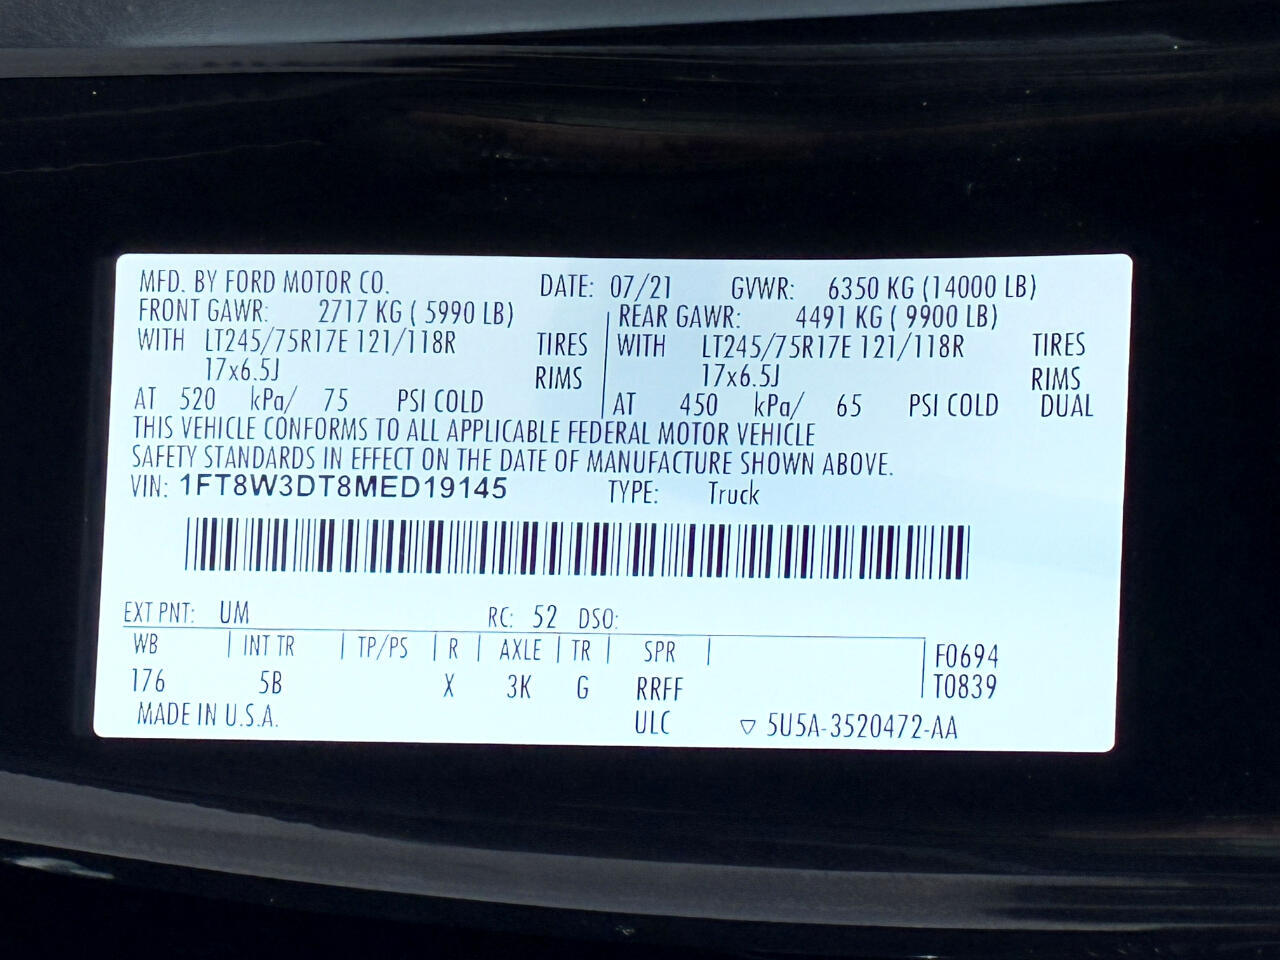 MFD. BY FORD MOTOR CO. DATE: 07/21 GVWR: 6350 KG (14000 LB)
FRONT GAWR: 2717 KG ( 5990 LB) REAR GAWR: 4491 KG ( 9900 LB)
WITH LT245/75R17E 121/118R TIRES WITH LT245/75R17E 121/118R TIRES
17x6.5J RIMS 17x6.5J RIMS
AT 520 kPa/ 75 PSI COLD AT 450 kPa/ 65 PSI COLD DUAL
THIS VEHICLE CONFORMS TO ALL APPLICABLE FEDERAL MOTOR VEHICLE
SAFETY STANDARDS IN EFFECT ON THE DATE OF MANUFACTURE SHOWN ABOVE.
VIN: 1FT8W3DT8MED19145 TYPE: Truck
EXT PNT: UM RC: 52 DSO:
WB INT TR TP/PS R AXLE TR SPR F0694
176 5B X 3K G RRFF T0839
MADE IN U.S.A. ULC ▽ 5U5A-3520472-AA